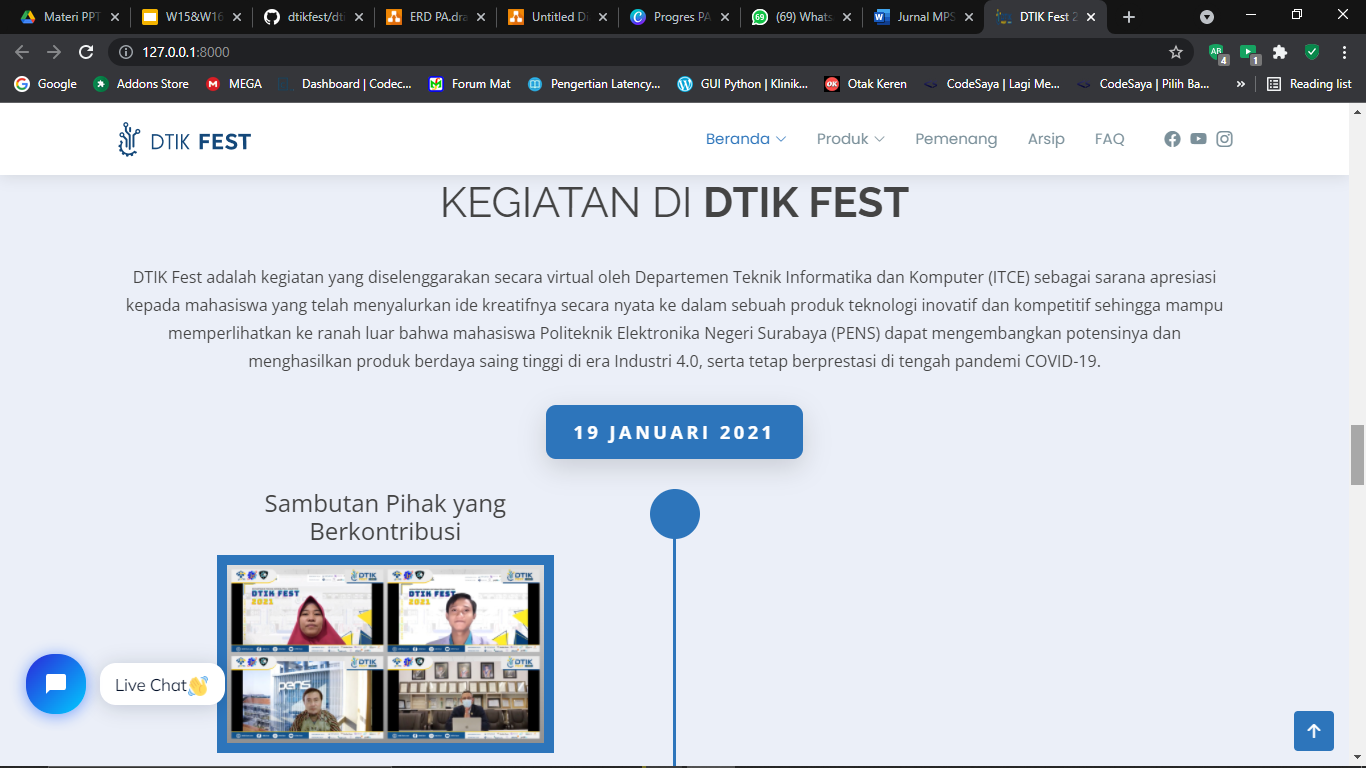 Materi PPT
W15&W16
dtikfest/dti
ERD PA.dra
Untitled Di
Progres PA
(69) Whats
Jurnal MPS
DTIK Fest 2
127.0.0.1:8000
4
1
Google
Addons Store
MEGA
Dashboard | Codec...
Forum Mat
Pengertian Latency...
GUI Python | Klinik...
Otak Keren
CodeSaya | Lagi Me...
CodeSaya | Pilih Ba...
»
Reading list
DTIK FEST
Beranda
Produk
Pemenang
Arsip
FAQ
KEGIATAN DI DTIK FEST
DTIK Fest adalah kegiatan yang diselenggarakan secara virtual oleh Departemen Teknik Informatika dan Komputer (ITCE) sebagai sarana apresiasi
kepada mahasiswa yang telah menyalurkan ide kreatifnya secara nyata ke dalam sebuah produk teknologi inovatif dan kompetitif sehingga mampu
memperlihatkan ke ranah luar bahwa mahasiswa Politeknik Elektronika Negeri Surabaya (PENS) dapat mengembangkan potensinya dan
menghasilkan produk berdaya saing tinggi di era Industri 4.0, serta tetap berprestasi di tengah pandemi COVID-19.
19 JANUARI 2021
Sambutan Pihak yang
Berkontribusi
DTIK
DTIK
DTIK FEST
2021
DTIK FEST
2021
DTIK
DTIK
pens
Live Chat👋